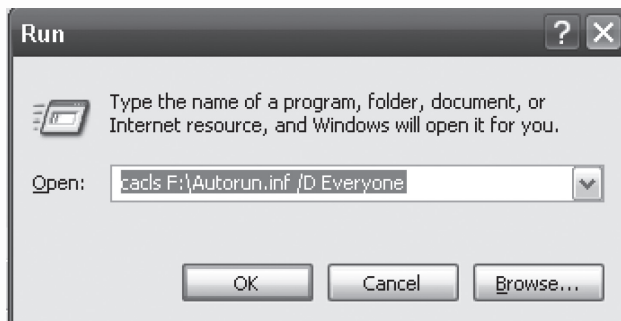 Run
Type the name of a program, folder, document, or
Internet resource, and Windows will open it for you.
Open: cacls F:\Autorun.inf /D Everyone
OK Cancel Browse...